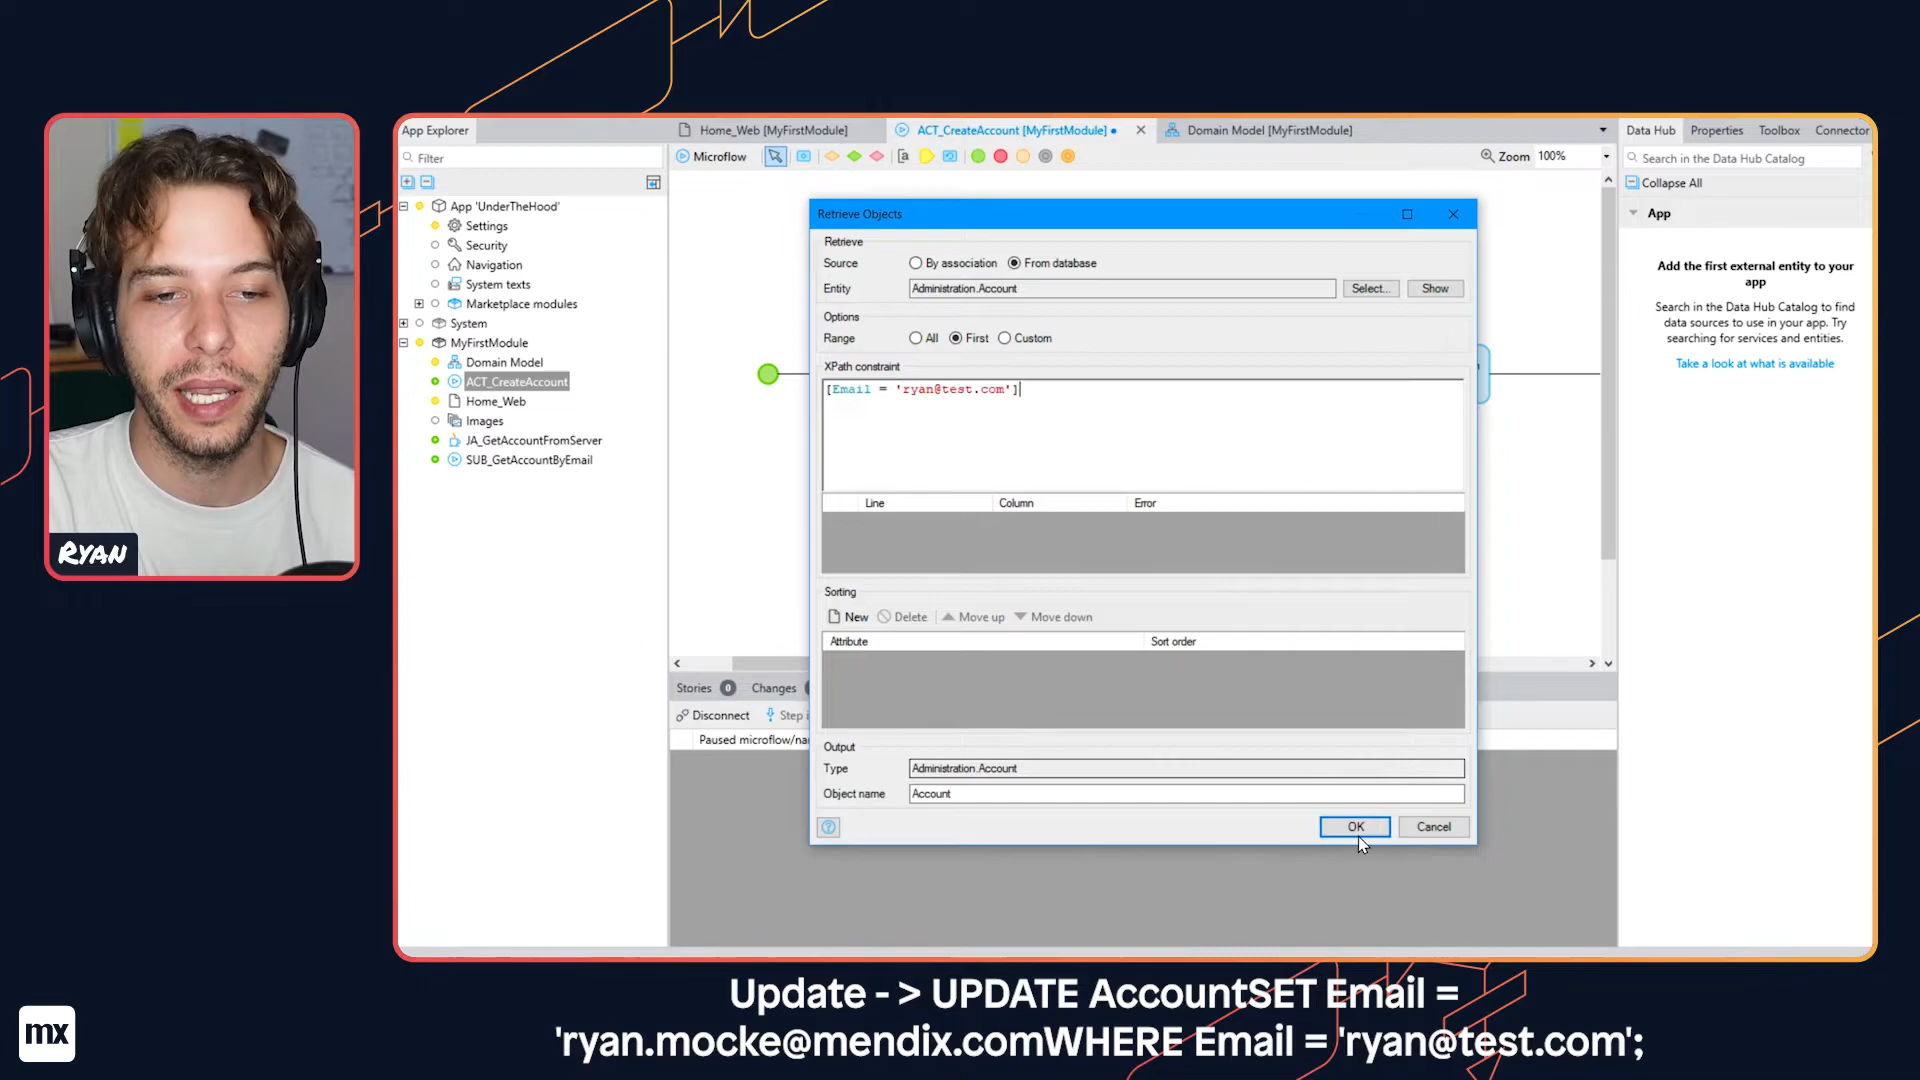 App Explorer
Home_Web [MyFirstModule]
ACT_CreateAccount [MyFirstModule]
Domain Model [MyFirstModule]
Data Hub
Properties
Toolbox
Connector
Filter
Microflow
Zoom
100%
Search in the Data Hub Catalog
Collapse All
App
Add the first external entity to your
app
Search in the Data Hub Catalog to find
data sources to use in your app. Try
searching for services and entities.
Take a look at what is available
App 'UnderTheHood'
Settings
Security
Navigation
System texts
Marketplace modules
System
MyFirstModule
Domain Model
ACT_CreateAccount
Home_Web
Images
JA_GetAccountFromServer
SUB_GetAccountByEmail
Retrieve Objects
Retrieve
Source
By association
From database
Entity
Administration.Account
Select...
Show
Options
Range
All
First
Custom
XPath constraint
[Email = 'ryan@test.com']
Line
Column
Error
Sorting
New
Delete
Move up
Move down
Attribute
Sort order
Output
Type
Administration.Account
Object name
Account
OK
Cancel
Stories
0
Changes
Disconnect
Paused
RYAN
mx
Update - > UPDATE AccountSET Email =
'ryan.mocke@mendix.comWHERE Email = 'ryan@test.com';